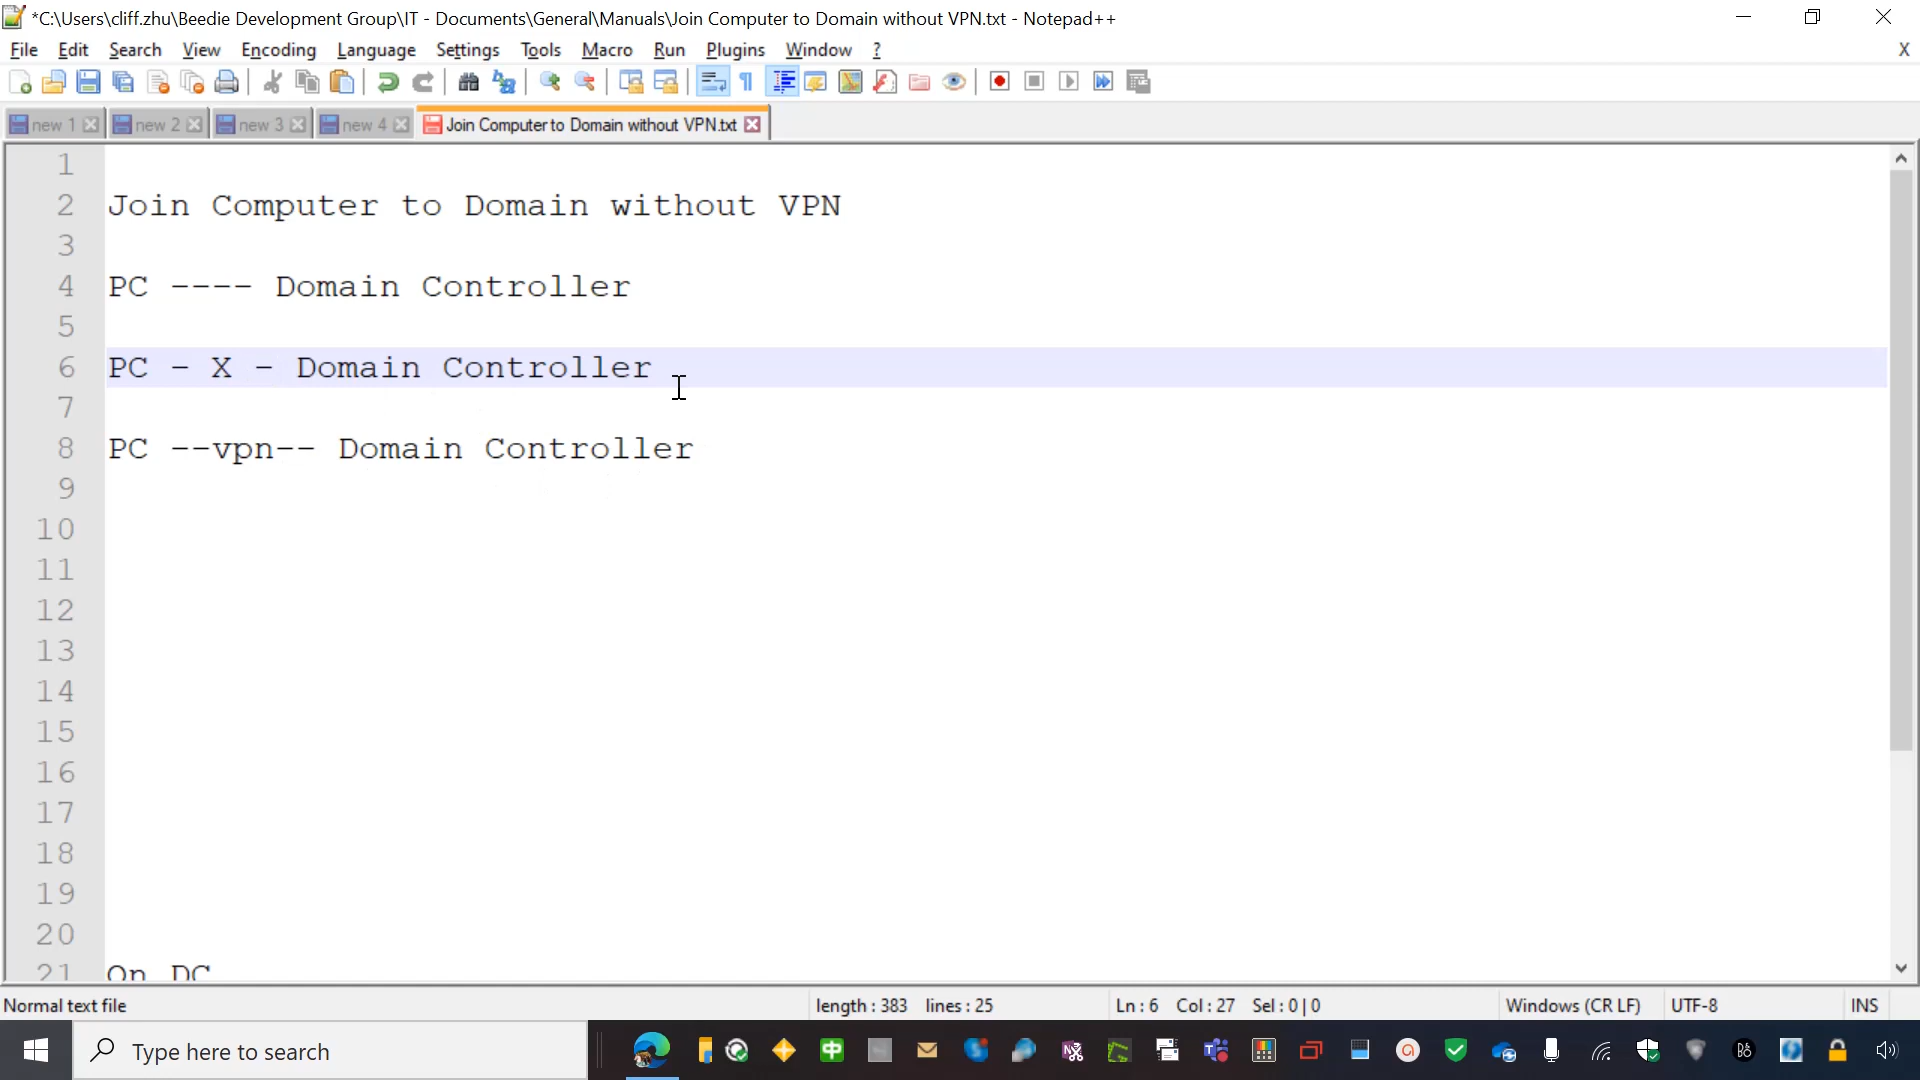 *C:\Users\cliff.zhu\Beedie Development Group\IT - Documents\General\Manuals\Join Computer to Domain without VPN.txt - Notepad++
File Edit Search View Encoding Language Settings Tools Macro Run Plugins Window ? X
new 1 new 2 new 3 new 4 Join Computer to Domain without VPN.txt
1
2 Join Computer to Domain without VPN
3
4 PC ---- Domain Controller
5
6 PC - X - Domain Controller
7
8 PC --vpn-- Domain Controller
9
10
11
12
13
14
15
16
17
18
19
20
21 On DC
Normal text file length : 383 lines : 25 Ln : 6 Col : 27 Sel : 0 | 0 Windows (CR LF) UTF-8 INS
Type here to search